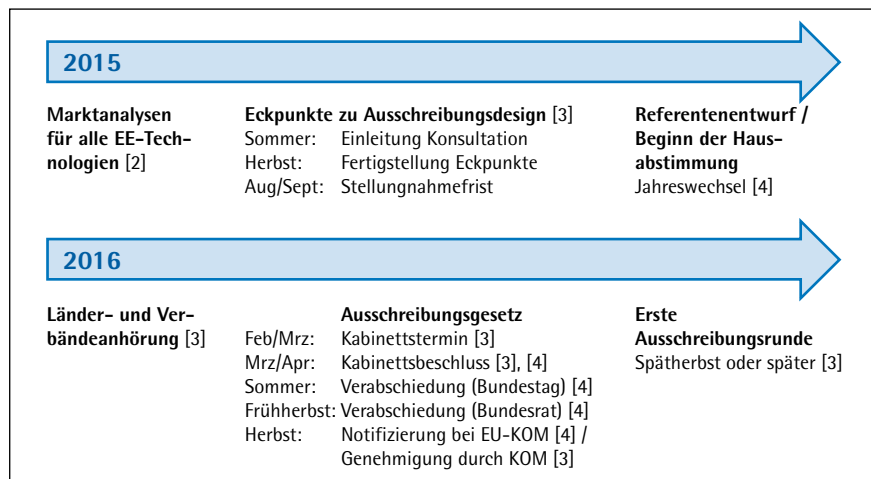 2015
Marktanalysen
für alle EE-Tech-
nologien [2]
Eckpunkte zu Ausschreibungsdesign [3]
Sommer: Einleitung Konsultation
Herbst: Fertigstellung Eckpunkte
Aug/Sept: Stellungnahmefrist
Referentenentwurf /
Beginn der Haus-
abstimmung
Jahreswechsel [4]
2016
Länder- und Ver-
bändeanhörung [3]
Ausschreibungsgesetz
Feb/Mrz: Kabinettstermin [3]
Mrz/Apr: Kabinettsbeschluss [3], [4]
Sommer: Verabschiedung (Bundestag) [4]
Frühherbst: Verabschiedung (Bundesrat) [4]
Herbst: Notifizierung bei EU-KOM [4] /
Genehmigung durch KOM [3]
Erste
Ausschreibungsrunde
Spätherbst oder später [3]